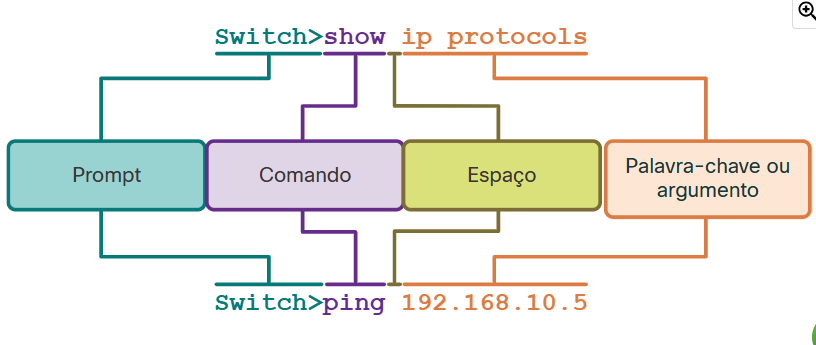 Switch>show ip protocols
Prompt
Comando
Espaço
Palavra-chave ou
argumento
Switch>ping 192.168.10.5